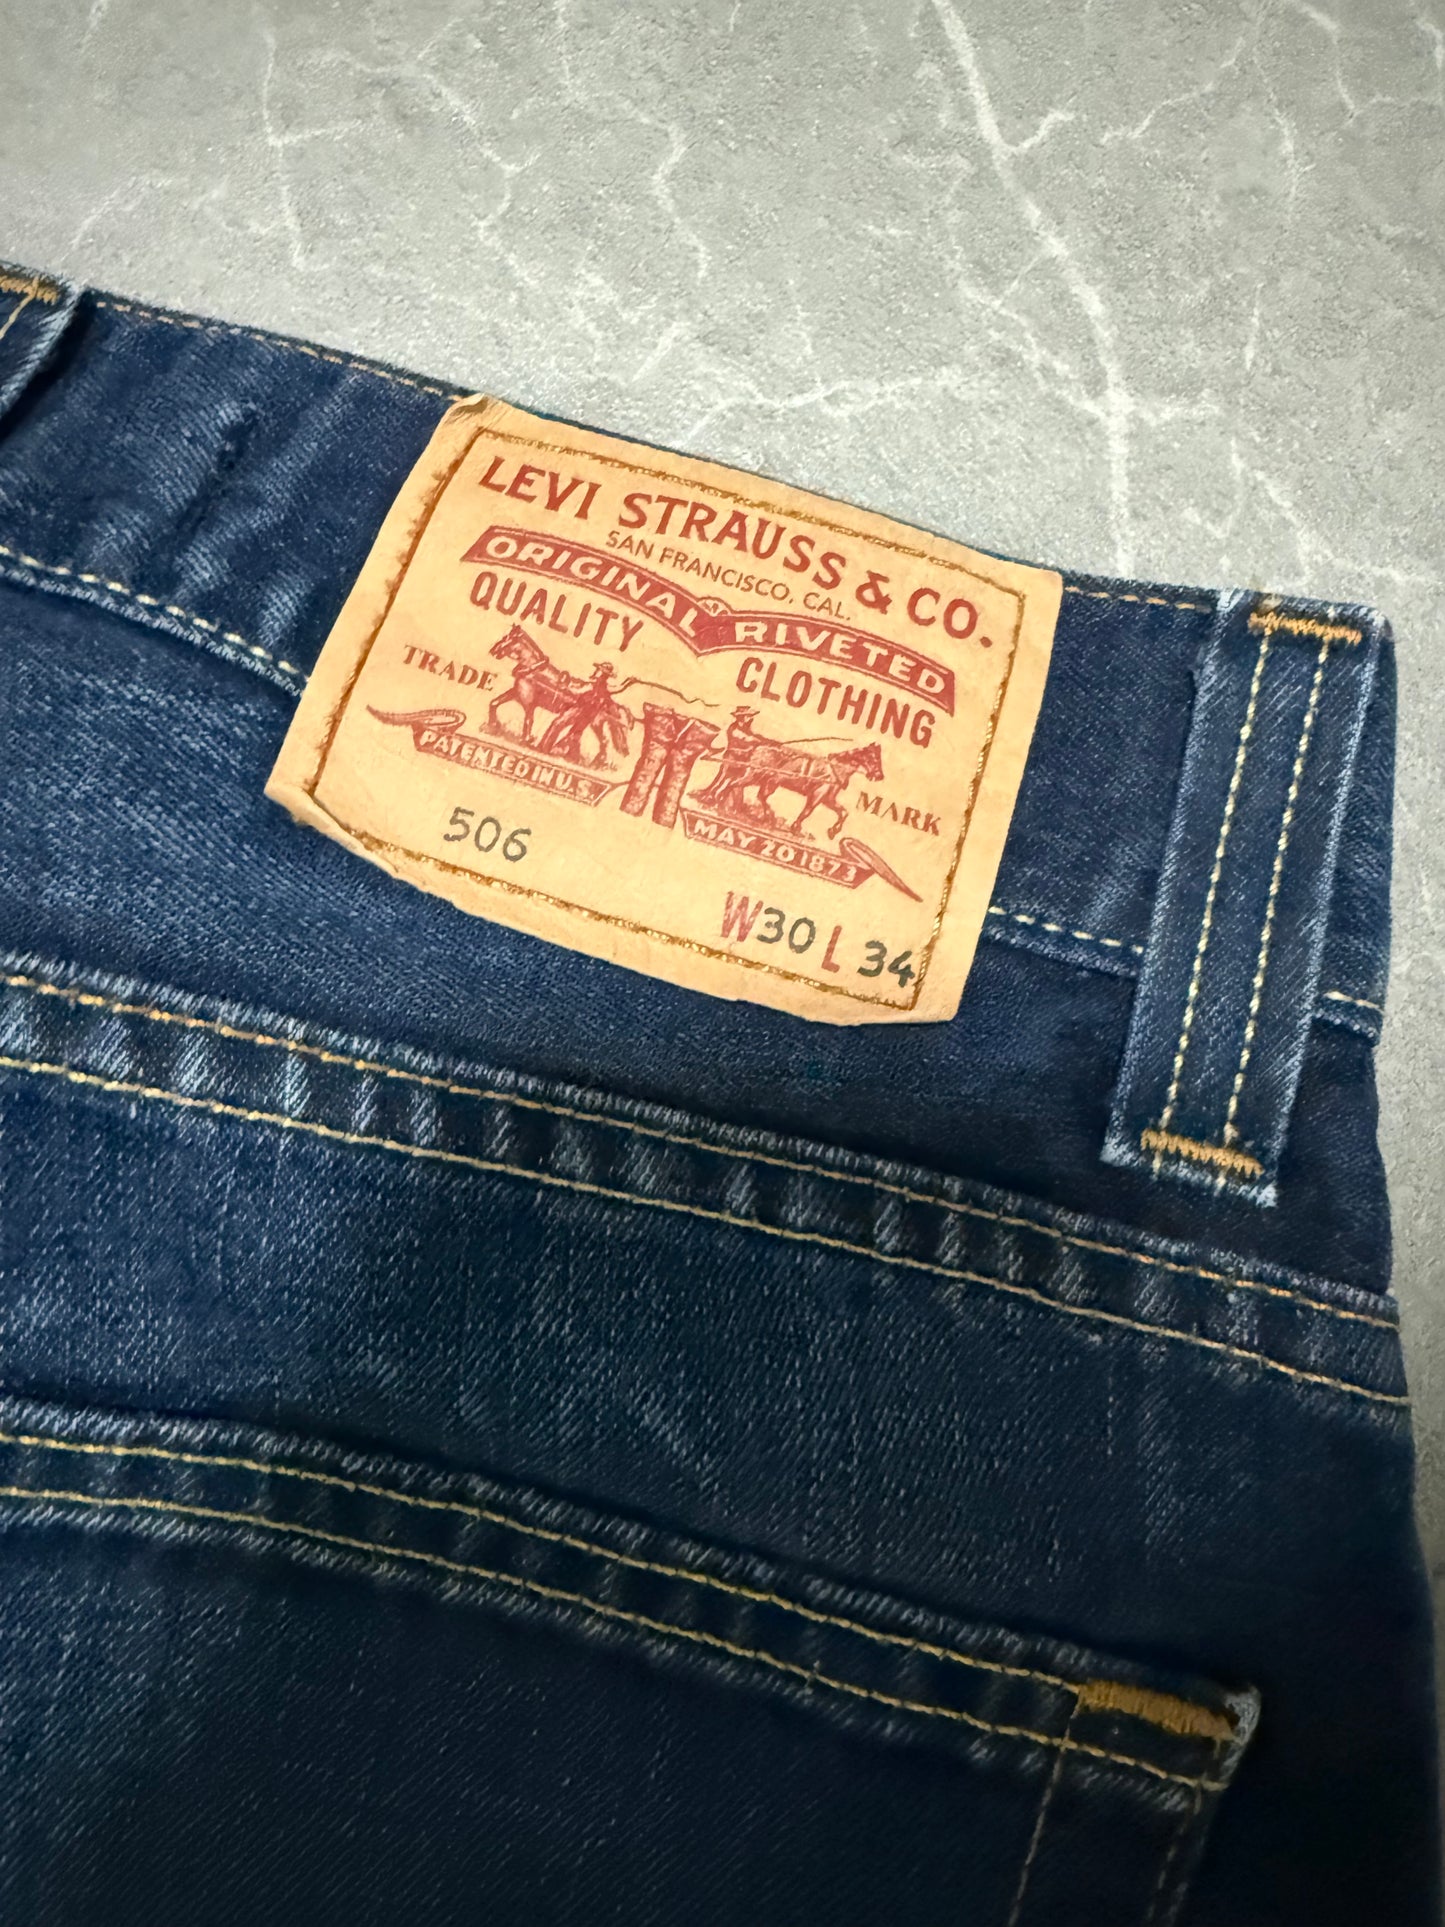 LEVI STRAUSS & CO.
SAN FRANCISCO, CAL.
ORIGINAL RIVETED
QUALITY CLOTHING
TRADE MARK
PATENTED IN U.S.
MAY 20 1873
506
W30 L 34